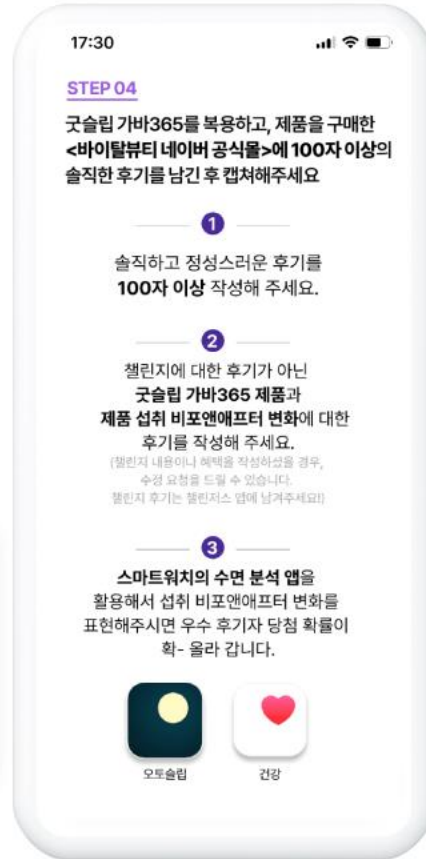 17:30
STEP 04
굿슬립 가바365를 복용하고, 제품을 구매한
<바이탈뷰티 네이버 공식몰>에 100자 이상의
솔직한 후기를 남긴 후 캡쳐해주세요
1
솔직하고 정성스러운 후기를
100자 이상 작성해 주세요.
2
챌린지에 대한 후기가 아닌
굿슬립 가바365 제품과
제품 섭취 비포앤애프터 변화에 대한
후기를 작성해 주세요.
(챌린지 내용이나 혜택을 작성하셨을 경우,
수정 요청을 드릴 수 있습니다.
챌린지 후기는 챌린저스 앱에 남겨주세요!)
3
스마트워치의 수면 분석 앱을
활용해서 섭취 비포앤애프터 변화를
표현해주시면 우수 후기자 당첨 확률이
확- 올라 갑니다.
오토슬립 건강